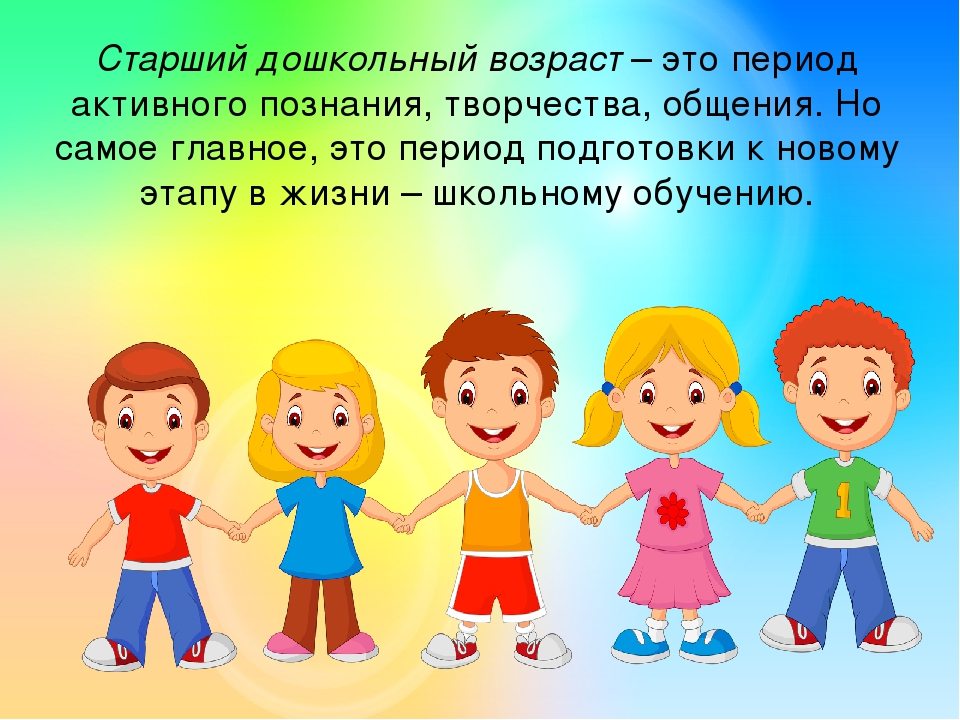 Старший дошкольный возраст – это период
активного познания, творчества, общения. Но
самое главное, это период подготовки к новому
этапу в жизни – школьному обучению.
1